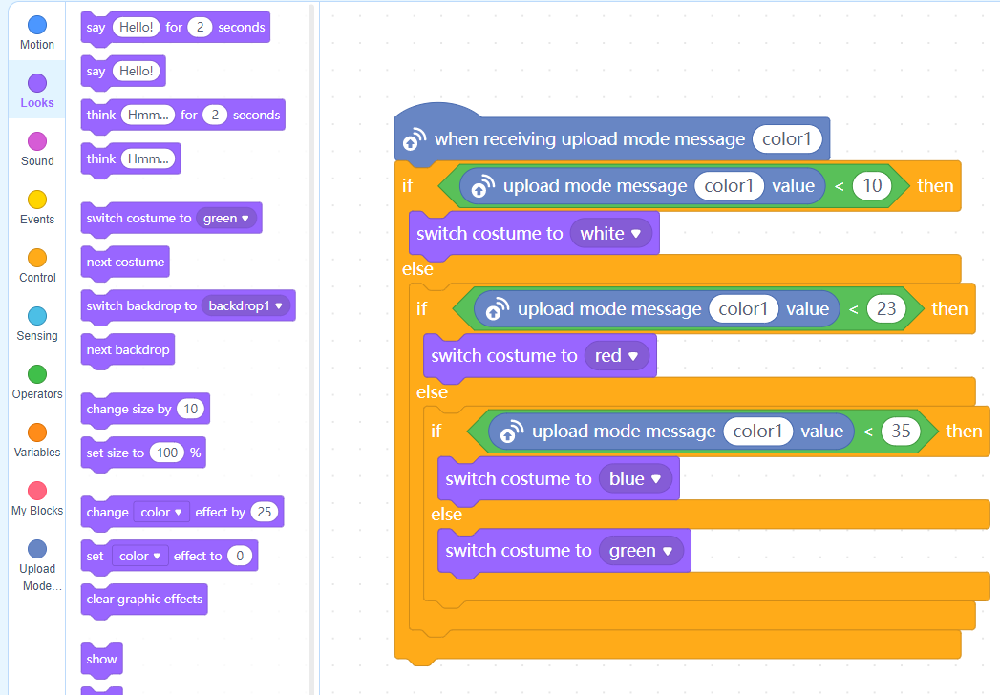 Motion
Looks
Sound
Events
Control
Sensing
Operators
Variables
My Blocks
Upload
Mode...
say Hello! for 2 seconds
say Hello!
think Hmm... for 2 seconds
think Hmm...
switch costume to green
next costume
switch backdrop to backdrop1
next backdrop
change size by 10
set size to 100 %
change color effect by 25
set color effect to 0
clear graphic effects
show
when receiving upload mode message color1
if upload mode message color1 value < 10 then
switch costume to white
else
if upload mode message color1 value < 23 then
switch costume to red
else
if upload mode message color1 value < 35 then
switch costume to blue
else
switch costume to green